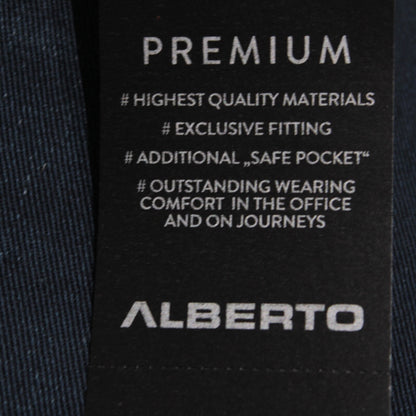 PREMIUM
# HIGHEST QUALITY MATERIALS
# EXCLUSIVE FITTING
# ADDITIONAL „SAFE POCKET“
# OUTSTANDING WEARING
COMFORT IN THE OFFICE
AND ON JOURNEYS
ALBERTO